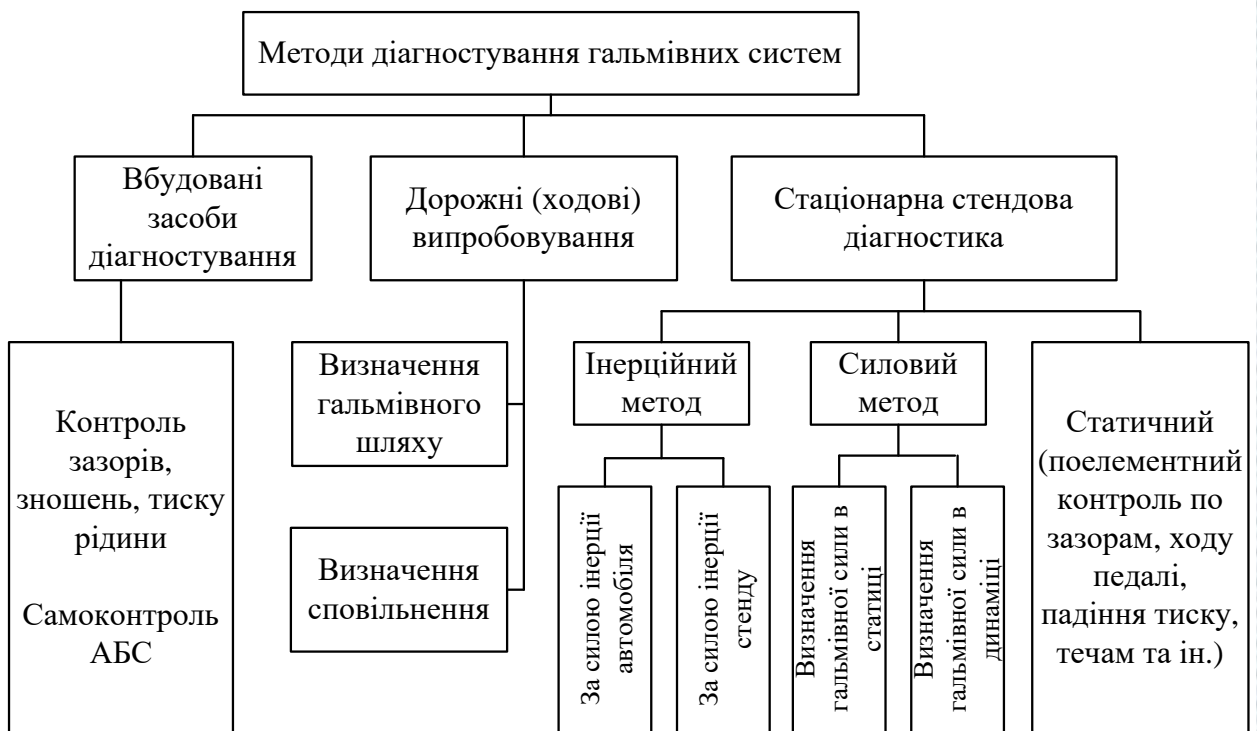 Методи діагностування гальмівних систем
Вбудовані
засоби
діагностування
Дорожні (ходові)
випробовування
Стаціонарна стендова
діагностика
Контроль
зазорів,
зношень, тиску
рідини
Самоконтроль
АБС
Визначення
гальмівного
шляху
Визначення
сповільнення
Інерційний
метод
Силовий
метод
За силою інерції
автомобіля
За силою інерції
стенду
Визначення
гальмівної сили в
статиці
Визначення
гальмівної сили в
динаміці
Статичний
(поелементний
контроль по
зазорам, ходу
педалі,
падіння тиску,
течам та ін.)